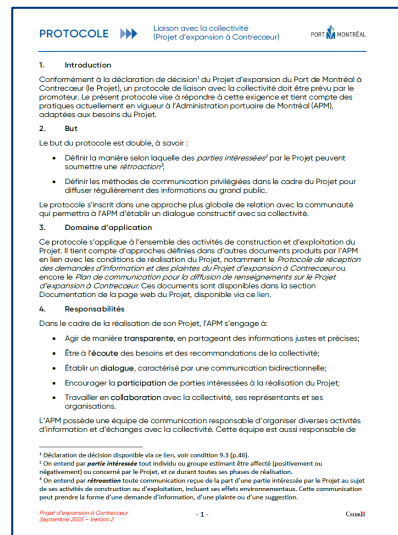 PROTOCOLE
Liaison avec la collectivité
(Projet d'expansion à Contrecœur)
PORT MONTRÉAL
1. Introduction
Conformément à la déclaration de décision¹ du Projet d'expansion du Port de Montréal à
Contrecœur (le Projet), un protocole de liaison avec la collectivité doit être prévu par le
promoteur. Le présent protocole vise à répondre à cette exigence et tient compte des
pratiques actuellement en vigueur à l'Administration portuaire de Montréal (APM),
adaptées aux besoins du Projet.
2. But
Le but du protocole est double, à savoir :
• Définir la manière selon laquelle des parties intéressées² par le Projet peuvent
soumettre une rétroaction³;
• Définir les méthodes de communication privilégiées dans le cadre du Projet pour
diffuser régulièrement des informations au grand public.
Le protocole s'inscrit dans une approche plus globale de relation avec la communauté
qui permettra à l'APM d'établir un dialogue constructif avec sa collectivité.
3. Domaine d'application
Ce protocole s'applique à l'ensemble des activités de construction et d'exploitation du
Projet. Il tient compte d'approches définies dans d'autres documents produits par l'APM
en lien avec les conditions de réalisation du Projet, notamment le Protocole de réception
des demandes d'information et des plaintes du Projet d'expansion à Contrecœur ou
encore le Plan de communication pour la diffusion de renseignements sur le Projet
d'expansion à Contrecœur. Ces documents sont disponibles dans la section
Documentation de la page web du Projet, disponible via ce lien.
4. Responsabilités
Dans le cadre de la réalisation de son Projet, l'APM s'engage à:
• Agir de manière transparente, en partageant des informations justes et précises;
• Être à l'écoute des besoins et des recommandations de la collectivité;
• Établir un dialogue, caractérisé par une communication bidirectionnelle;
• Encourager la participation de parties intéressées à la réalisation du Projet;
• Travailler en collaboration avec la collectivité, ses représentants et ses
organisations.
L'APM possède une équipe de communication responsable d'organiser diverses activités
d'information et d'échanges avec la collectivité. Cette équipe est aussi responsable de
¹ Déclaration de décision disponible via ce lien, voir condition 9.3 (p.46).
² On entend par partie intéressée tout individu ou groupe estimant être affecté (positivement ou
négativement) ou concerné par le Projet, et ce durant toutes ses phases de réalisation.
³ On entend par rétroaction toute communication reçue de la part d'une partie intéressée par le Projet au sujet
de ses activités de construction ou d'exploitation, incluant ses effets environnementaux. Cette communication
peut prendre la forme d'une demande d'information, d'une plainte ou d'une suggestion.
Projet d'expansion à Contrecœur
Septembre 2025 – Version 2
- 1 -
Canada